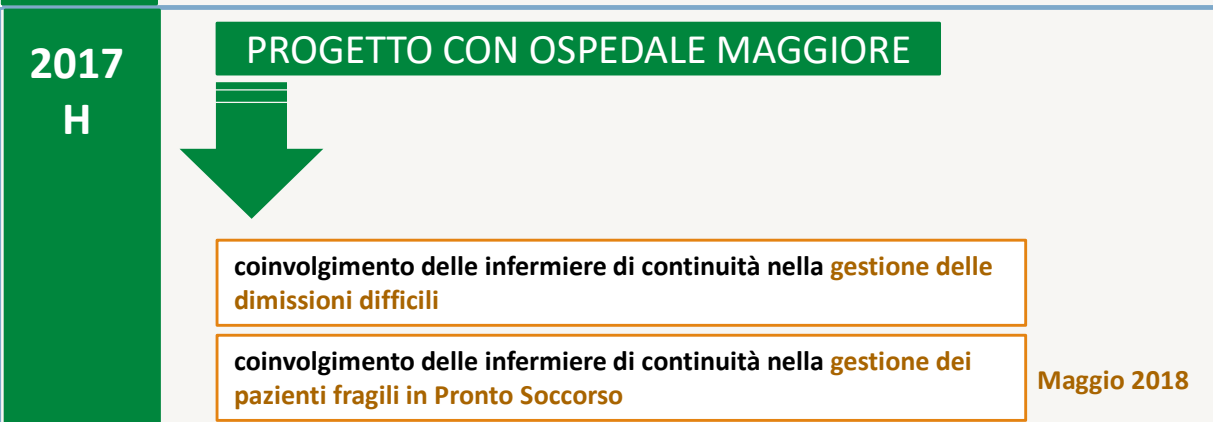 2017
H
PROGETTO CON OSPEDALE MAGGIORE
coinvolgimento delle infermiere di continuità nella gestione delle
dimissioni difficili
coinvolgimento delle infermiere di continuità nella gestione dei
pazienti fragili in Pronto Soccorso
Maggio 2018